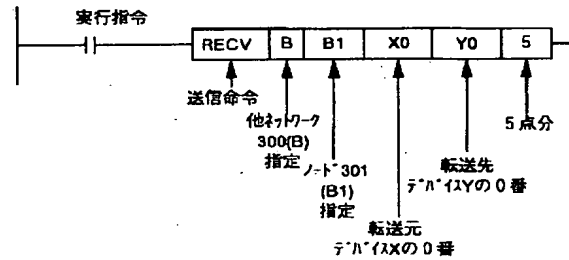 実行指令
RECV B B1 X0 Y0 5
送信命令
他ネットワーク
300(B)
指定
ノード301
(B1)
指定
転送元
デバイスXの0番
転送先
デバイスYの0番
5点分